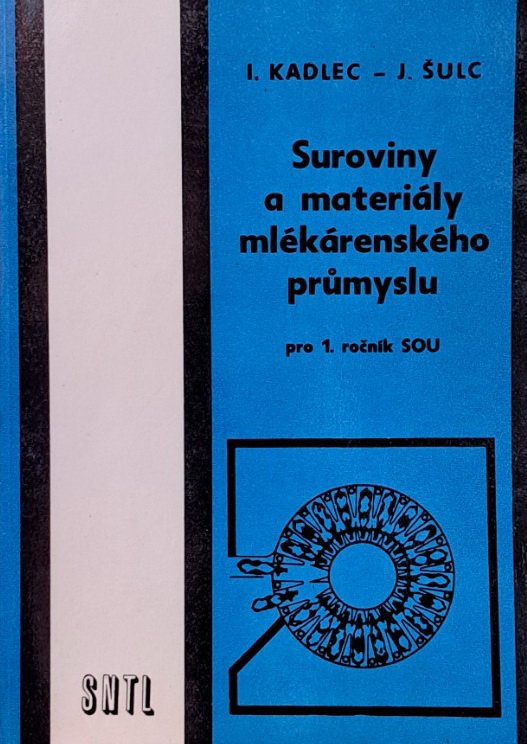 I. KADLEC – J. ŠULC
Suroviny
a materiály
mlékárenského
průmyslu
pro 1. ročník SOU
SNTL